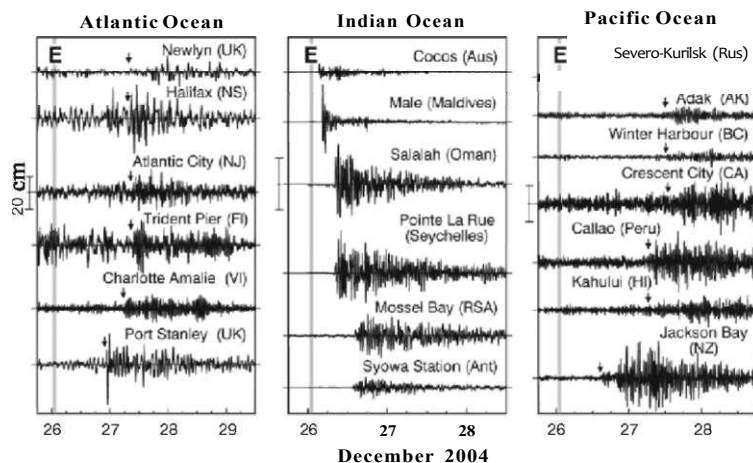 Atlantic Ocean
Indian Ocean
Pacific Ocean
E
Newlyn (UK)
Halifax (NS)
Atlantic City (NJ)
Trident Pier (Fl)
Charlotte Amalie (VI)
Port Stanley (UK)
20 cm
26 27 28 29
E
Cocos (Aus)
Male (Maldives)
Salalah (Oman)
Pointe La Rue
(Seychelles)
Mossel Bay (RSA)
Syowa Station (Ant)
26 27 28
E
Severo-Kurilsk (Rus)
Adak (AK)
Winter Harbour (BC)
Crescent City (CA)
Callao (Peru)
Kahului (HI)
Jackson Bay
(NZ)
26 27 28
December 2004